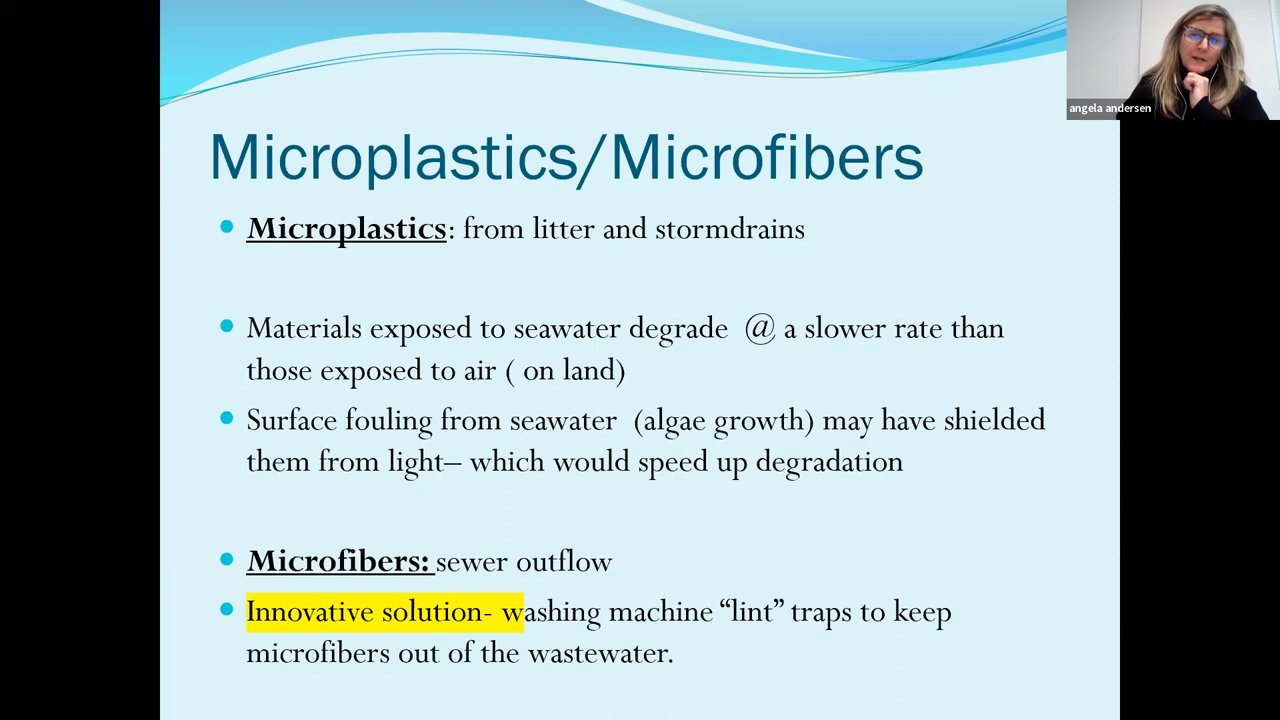 angela andersen
Microplastics/Microfibers
Microplastics: from litter and stormdrains
Materials exposed to seawater degrade @ a slower rate than
those exposed to air ( on land)
Surface fouling from seawater (algae growth) may have shielded
them from light– which would speed up degradation
Microfibers: sewer outflow
Innovative solution- washing machine “lint” traps to keep
microfibers out of the wastewater.